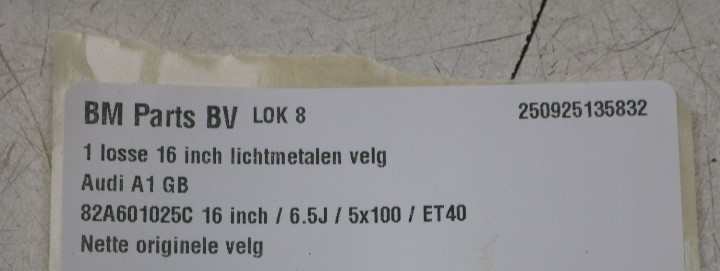 BM Parts BV LOK 8 250925135832
1 losse 16 inch lichtmetalen velg
Audi A1 GB
82A601025C 16 inch / 6.5J / 5x100 / ET40
Nette originele velg